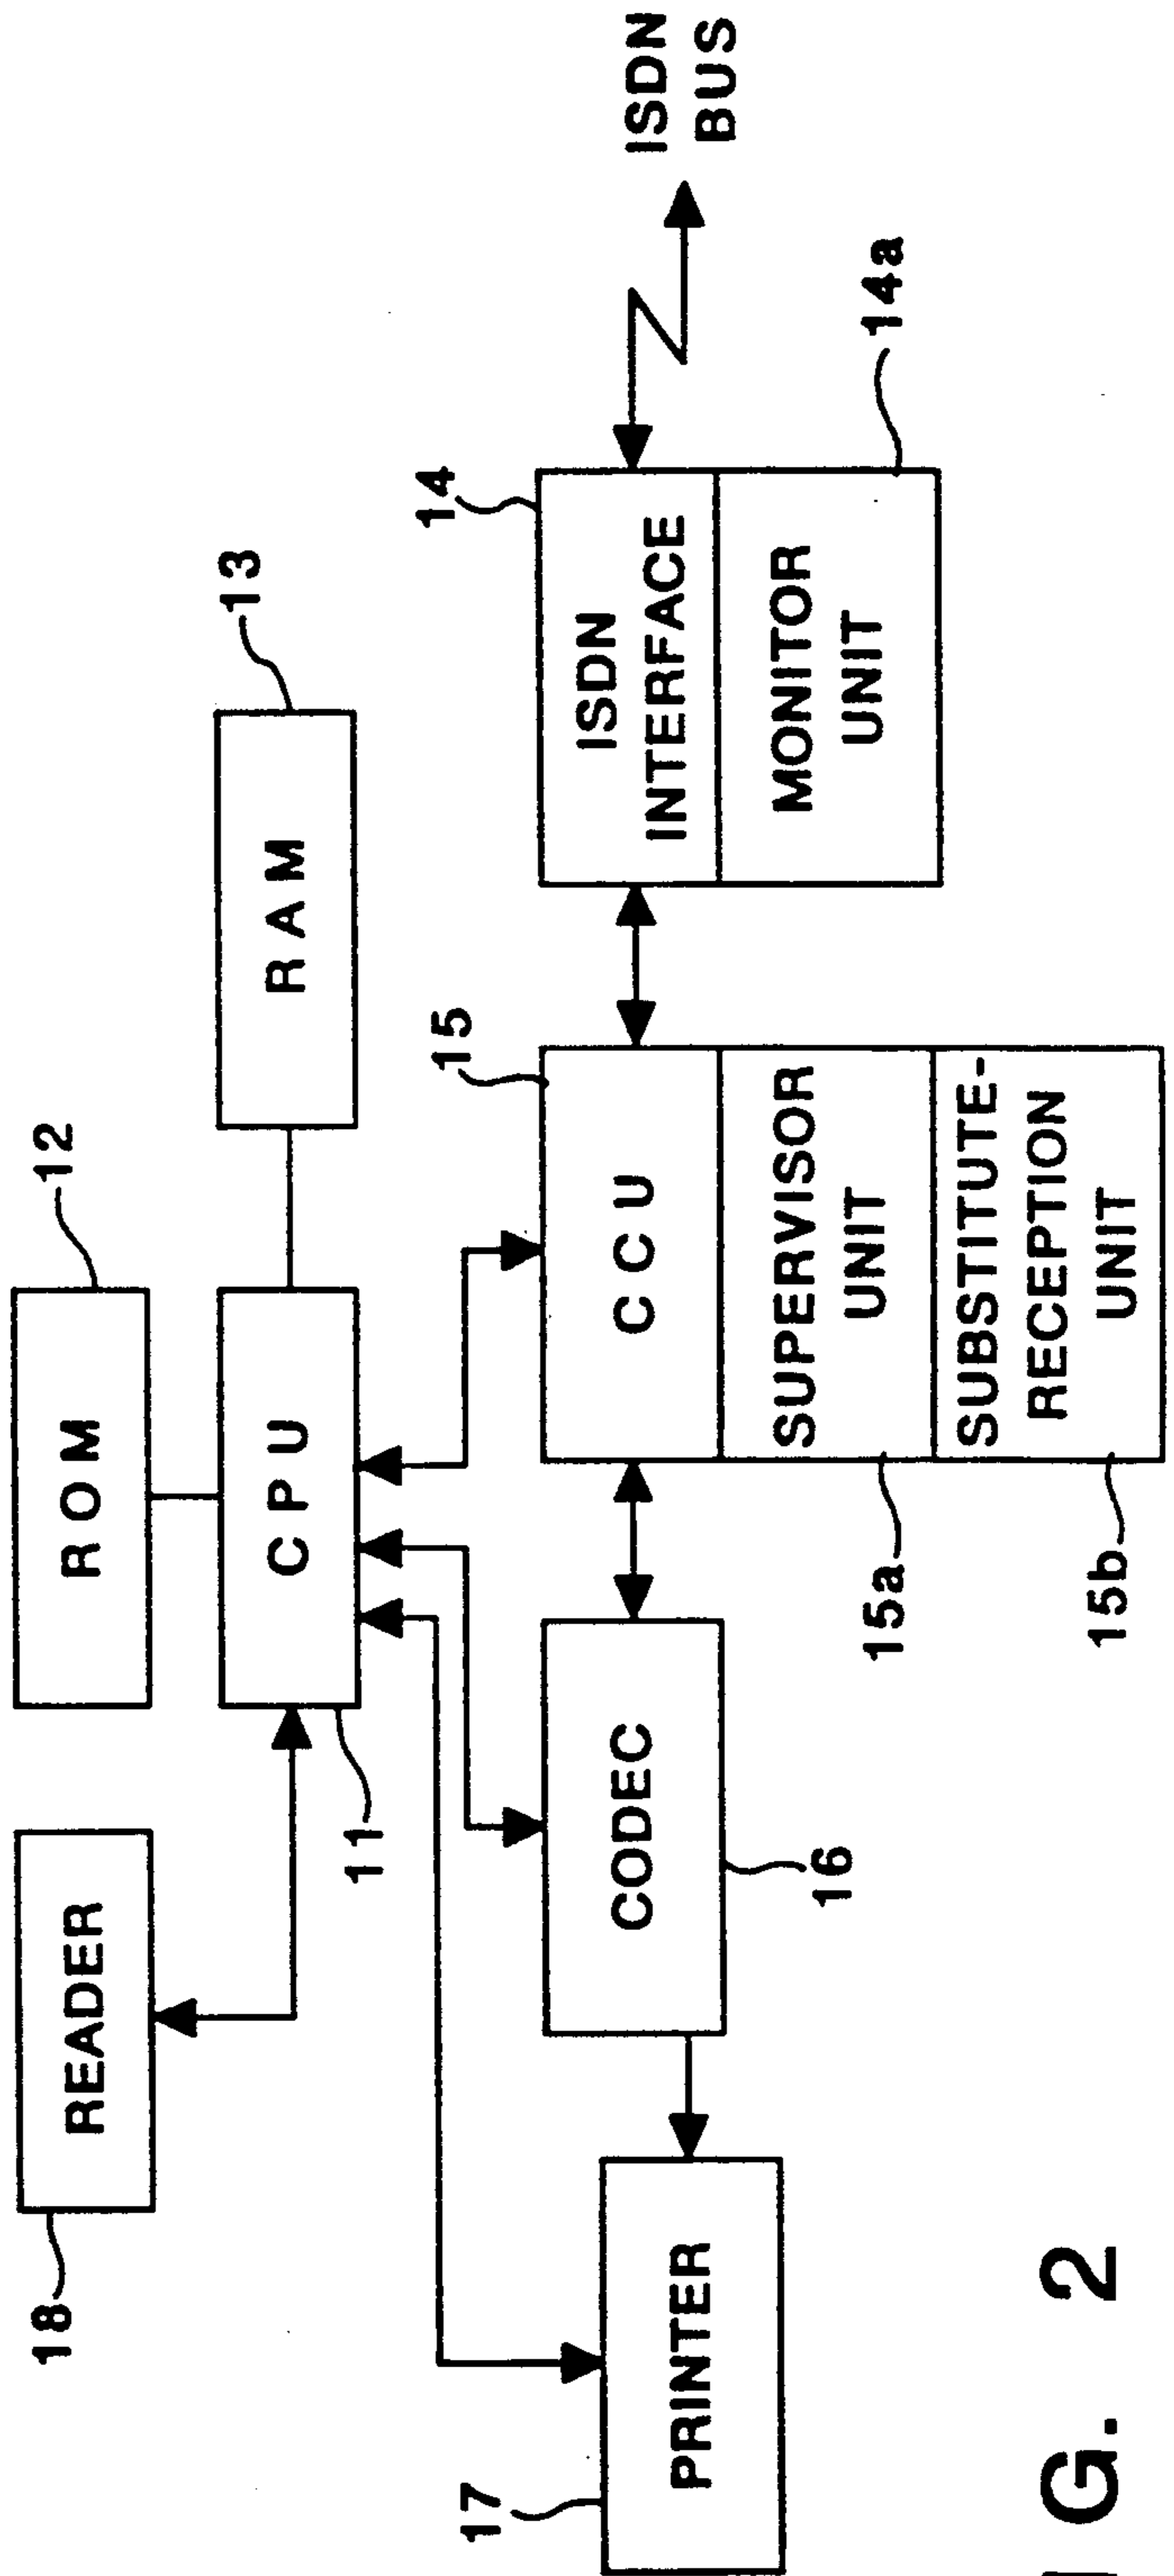 18
READER
ROM
12
11
CPU
RAM
13
17
PRINTER
CODEC
16
15
CCU
SUPERVISOR
UNIT
15a
SUBSTITUTE-
RECEPTION
UNIT
15b
14
ISDN
INTERFACE
MONITOR
UNIT
14a
ISDN
BUS
G. 2